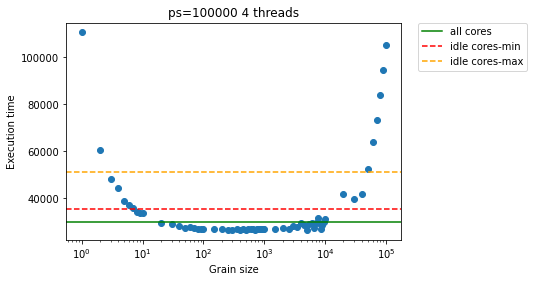 ps=100000 4 threads
all cores
idle cores-min
idle cores-max
Execution time
100000
80000
60000
40000
10^0
10^1
10^2
10^3
10^4
10^5
Grain size